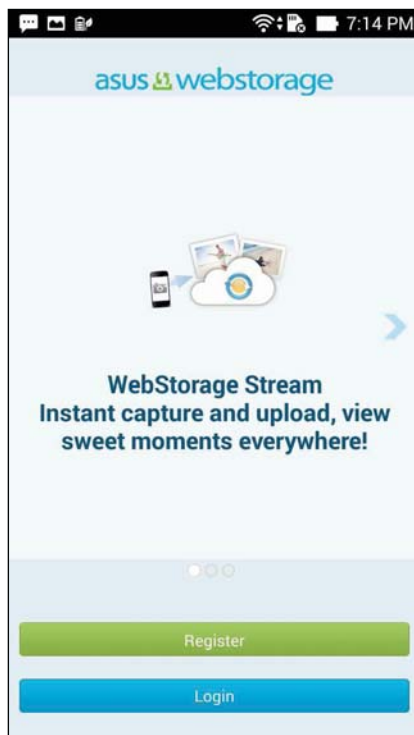 7:14 PM
asus webstorage
WebStorage Stream
Instant capture and upload, view
sweet moments everywhere!
Register
Login